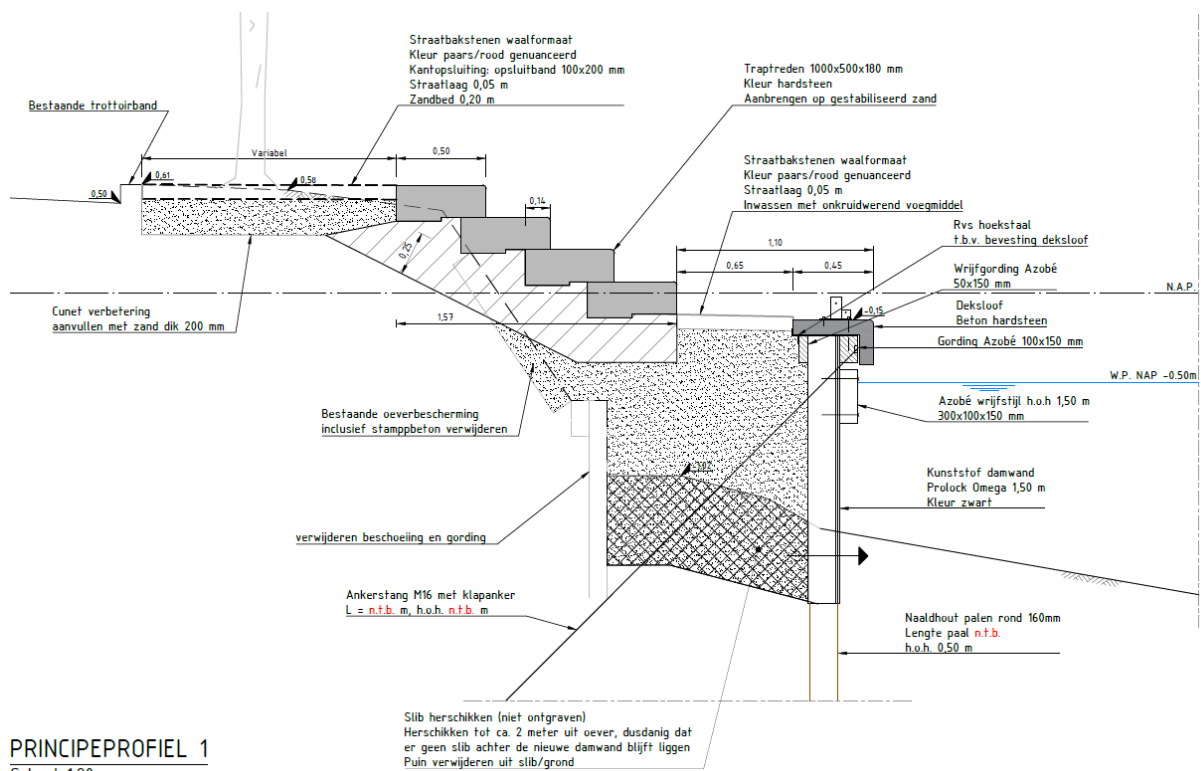 Straatbakstenen waalformaat
Kleur paars/rood genuanceerd
Kantopsluiting: opsluitband 100x200 mm
Straatlaag 0,05 m
Zandbed 0,20 m
Traptreden 1000x500x180 mm
Kleur hardsteen
Aanbrengen op gestabiliseerd zand
Bestaande trottoirband
Variabel
0,50
0,61
0,58
0,50
0,14
Straatbakstenen waalformaat
Kleur paars/rood genuanceerd
Straatlaag 0,05 m
Inwassen met onkruidwerend voegmiddel
Rvs hoekstaal
t.b.v. bevesting deksloof
1,10
0,65
0,45
0,25
Wrijfgording Azobé
50x150 mm
N.A.P.
Cunet verbetering
aanvullen met zand dik 200 mm
1,57
-0,15
Deksloof
Beton hardsteen
Gording Azobé 100x150 mm
W.P. NAP -0.50m
Azobé wrijfstijl h.o.h 1,50 m
300x100x150 mm
Bestaande oeverbescherming
inclusief stamppbeton verwijderen
Kunststof damwand
Prolock Omega 1,50 m
Kleur zwart
verwijderen beschoeiing en gording
Ankerstang M16 met klapanker
L = n.t.b. m, h.o.h. n.t.b. m
Naaldhout palen rond 160mm
Lengte paal n.t.b.
h.o.h. 0,50 m
Slib herschikken (niet ontgraven)
Herschikken tot ca. 2 meter uit oever, dusdanig dat
er geen slib achter de nieuwe damwand blijft liggen
Puin verwijderen uit slib/grond
PRINCIPEPROFIEL 1